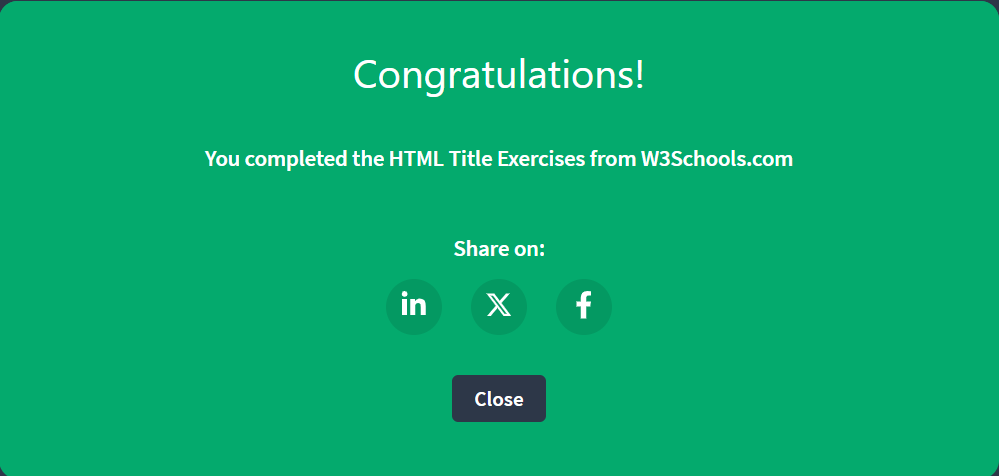 Congratulations!
You completed the HTML Title Exercises from W3Schools.com
Share on:
in X f
Close